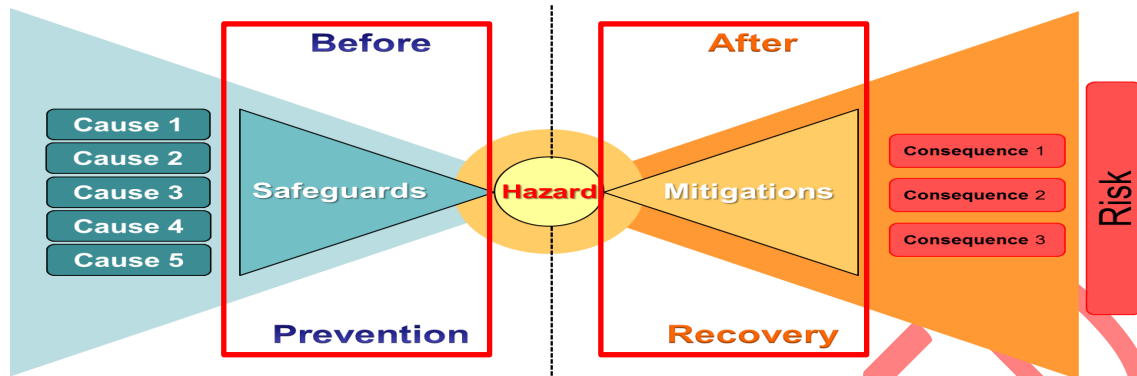 Before
After
Cause 1
Cause 2
Cause 3
Cause 4
Cause 5
Safeguards
Hazard
Mitigations
Consequence 1
Consequence 2
Consequence 3
Risk
Prevention
Recovery